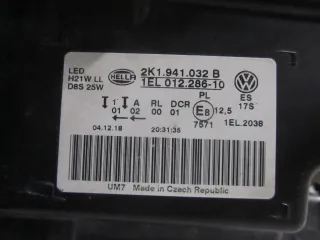 LED
H21W LL
D8S 25W
HELLA
2K1.941.032 B
1EL 012.286-10
PL
ES
17S
1 A RL DCR
01 02 00 01
E8 12,5
7571 1EL.2038
04.12.18 20:31:35
UM7 Made in Czech Republic